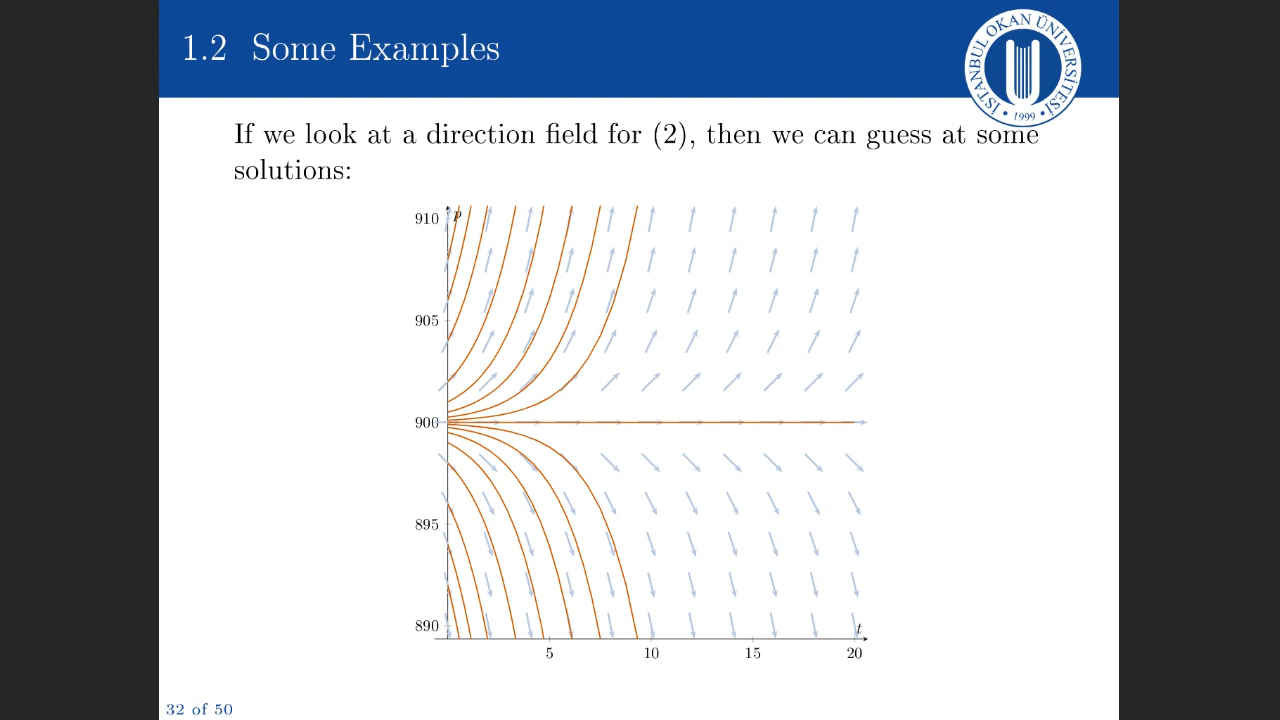 1.2 Some Examples
İSTANBUL OKAN ÜNİVERSİTESİ
• 1999 •
If we look at a direction field for (2), then we can guess at some
solutions:
p
910
905
900
895
890
t
5 10 15 20
32 of 50